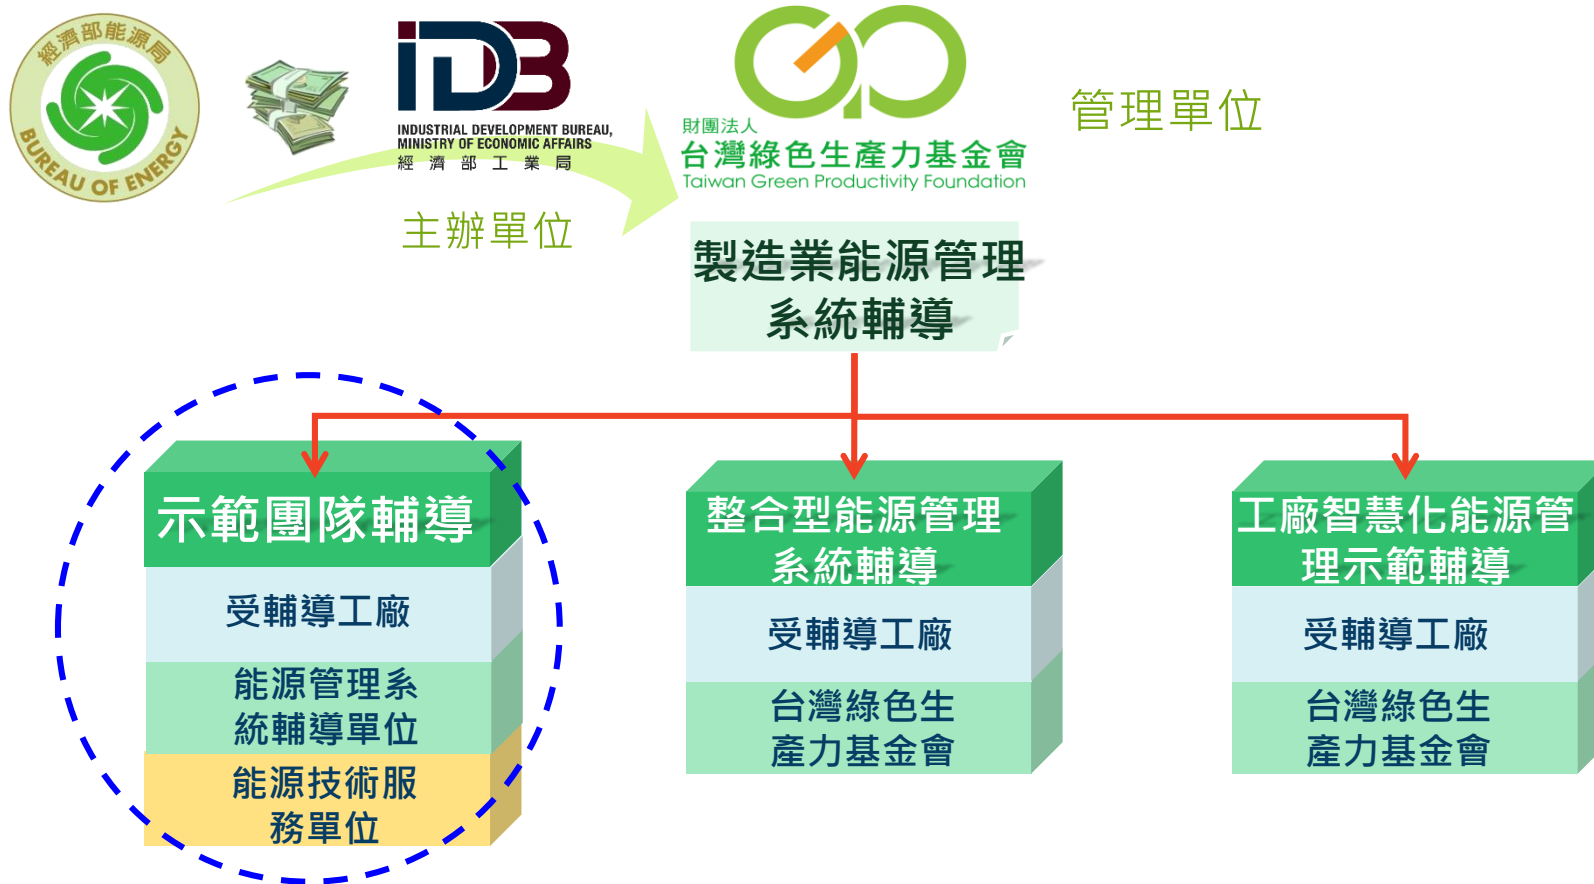 經濟部能源局
BUREAU OF ENERGY
iDB
INDUSTRIAL DEVELOPMENT BUREAU,
MINISTRY OF ECONOMIC AFFAIRS
經濟部工業局
主辦單位
財團法人
台灣綠色生產力基金會
Taiwan Green Productivity Foundation
管理單位
製造業能源管理
系統輔導
示範團隊輔導
受輔導工廠
能源管理系
統輔導單位
能源技術服
務單位
整合型能源管理
系統輔導
受輔導工廠
台灣綠色生
產力基金會
工廠智慧化能源管
理示範輔導
受輔導工廠
台灣綠色生
產力基金會